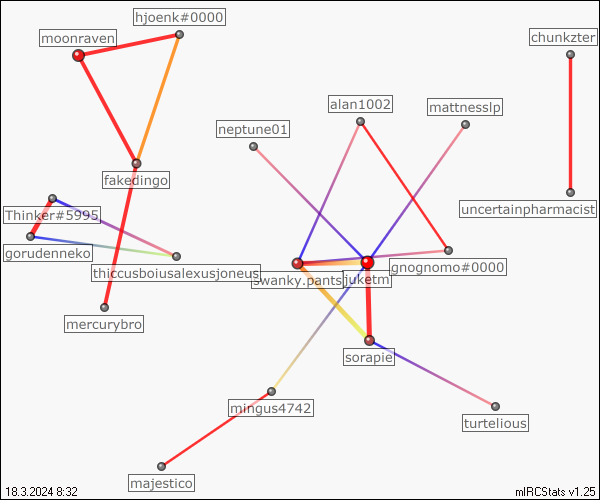 hjoenk#0000
moonraven
chunkzter
alan1002
mattnesslp
neptune01
fakedingo
Thinker#5995
uncertainpharmacist
gorudenneko
thiccusboiusalexusjoneus
swanky.pants
juketm
gnognomo#0000
mercurybro
sorapie
mingus4742
turtelious
majestico
18.3.2024 8:32
mIRCStats v1.25